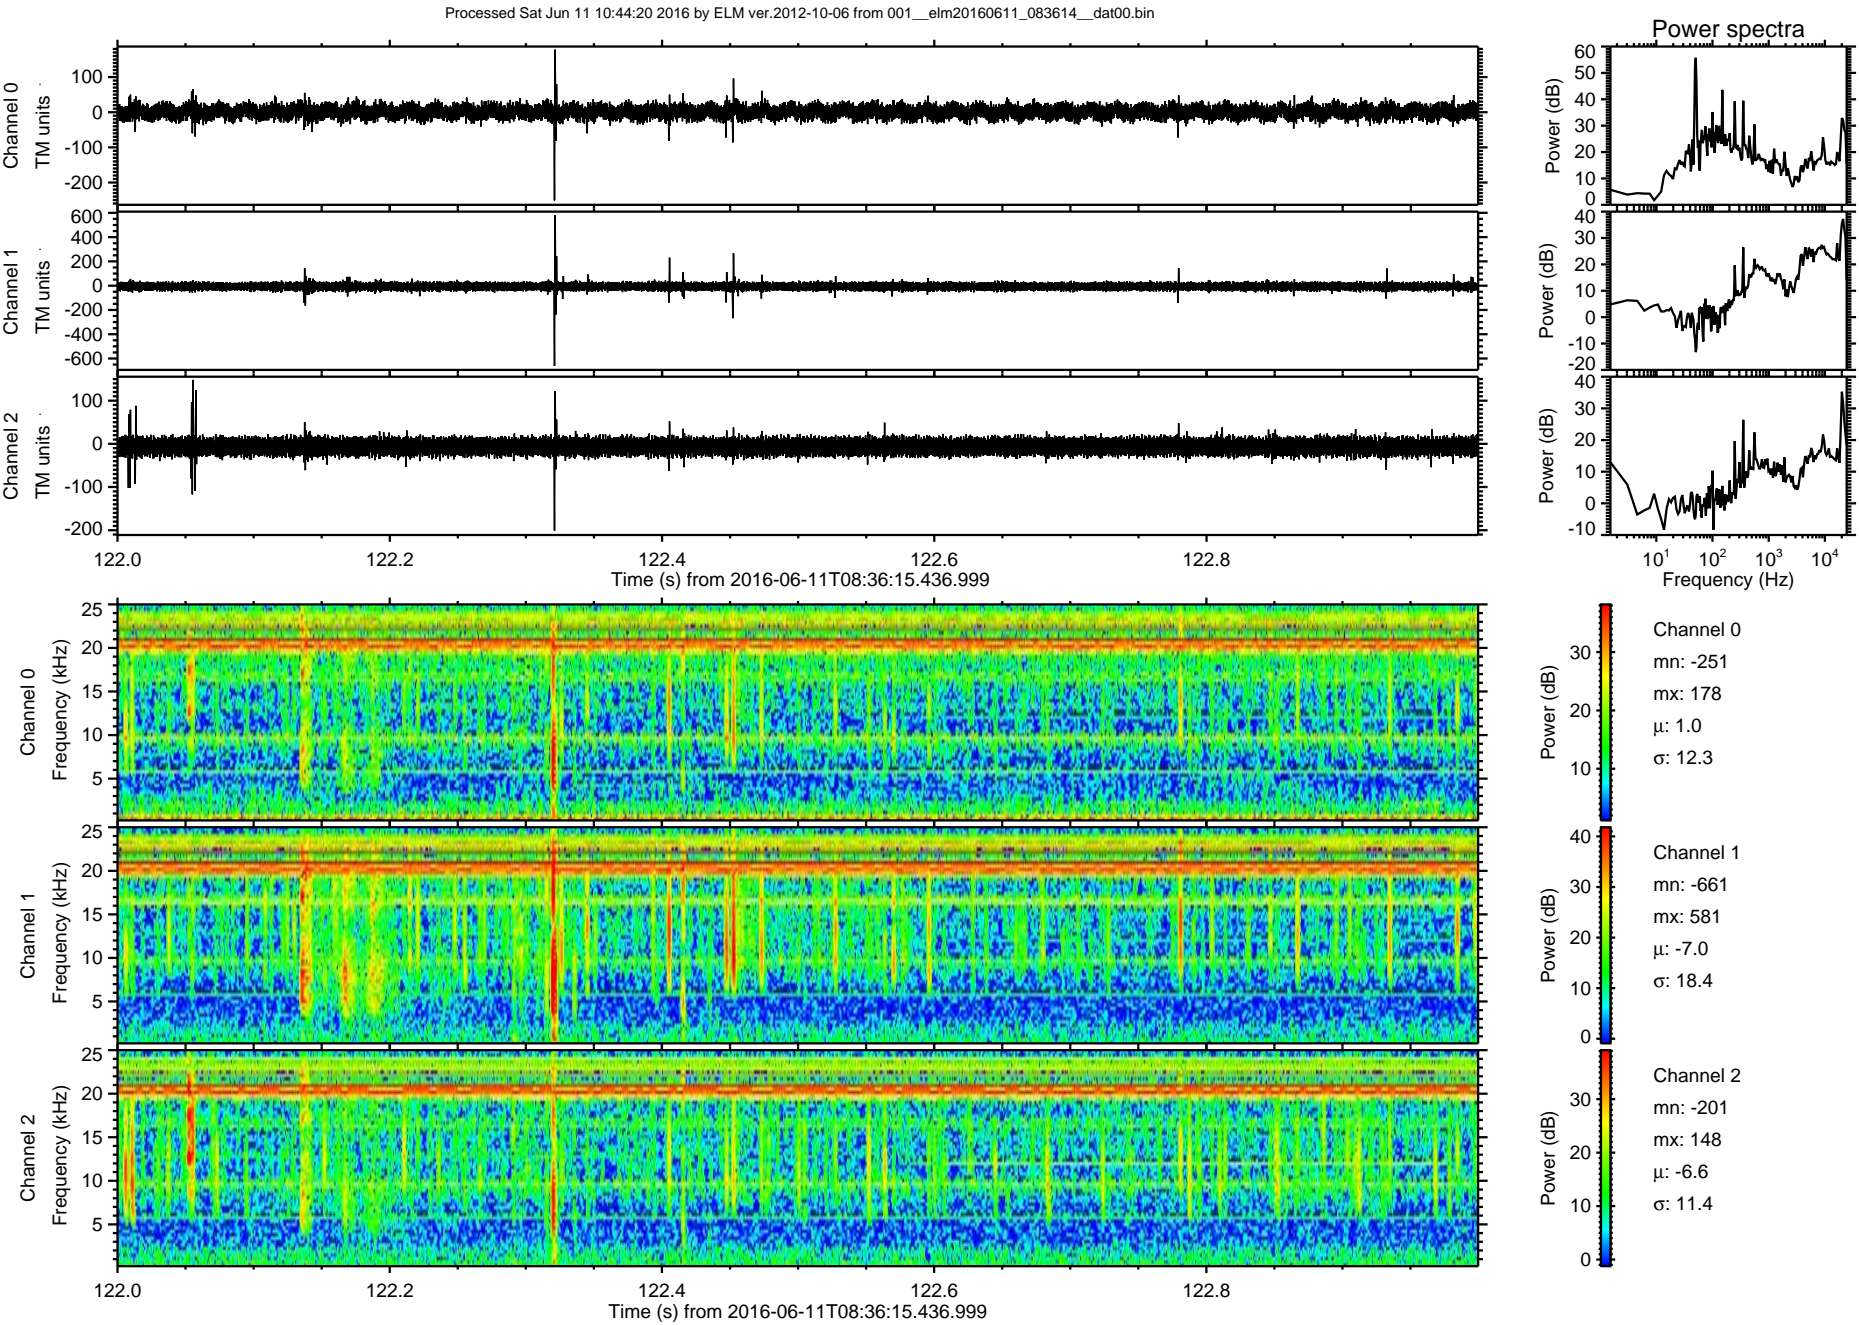 Processed Sat Jun 11 10:44:20 2016 by ELM ver.2012-10-06 from 001__elm20160611_083614__dat00.bin
Power spectra
Channel 0
TM units
100
0
-100
-200
Power (dB)
60
50
40
30
20
10
0
Channel 1
TM units
600
400
200
0
-200
-400
-600
Power (dB)
40
30
20
10
0
-10
-20
Channel 2
TM units
100
0
-100
-200
Power (dB)
40
30
20
10
0
-10
122.0 122.2 122.4 122.6 122.8
Time (s) from 2016-06-11T08:36:15.436.999
10¹ 10² 10³ 10⁴
Frequency (Hz)
Channel 0
Frequency (kHz)
25
20
15
10
5
Power (dB)
30
20
10
Channel 0
mn: -251
mx: 178
µ: 1.0
σ: 12.3
Channel 1
Frequency (kHz)
25
20
15
10
5
Power (dB)
40
30
20
10
0
Channel 1
mn: -661
mx: 581
µ: -7.0
σ: 18.4
Channel 2
Frequency (kHz)
25
20
15
10
5
Power (dB)
30
20
10
0
Channel 2
mn: -201
mx: 148
µ: -6.6
σ: 11.4
122.0 122.2 122.4 122.6 122.8
Time (s) from 2016-06-11T08:36:15.436.999